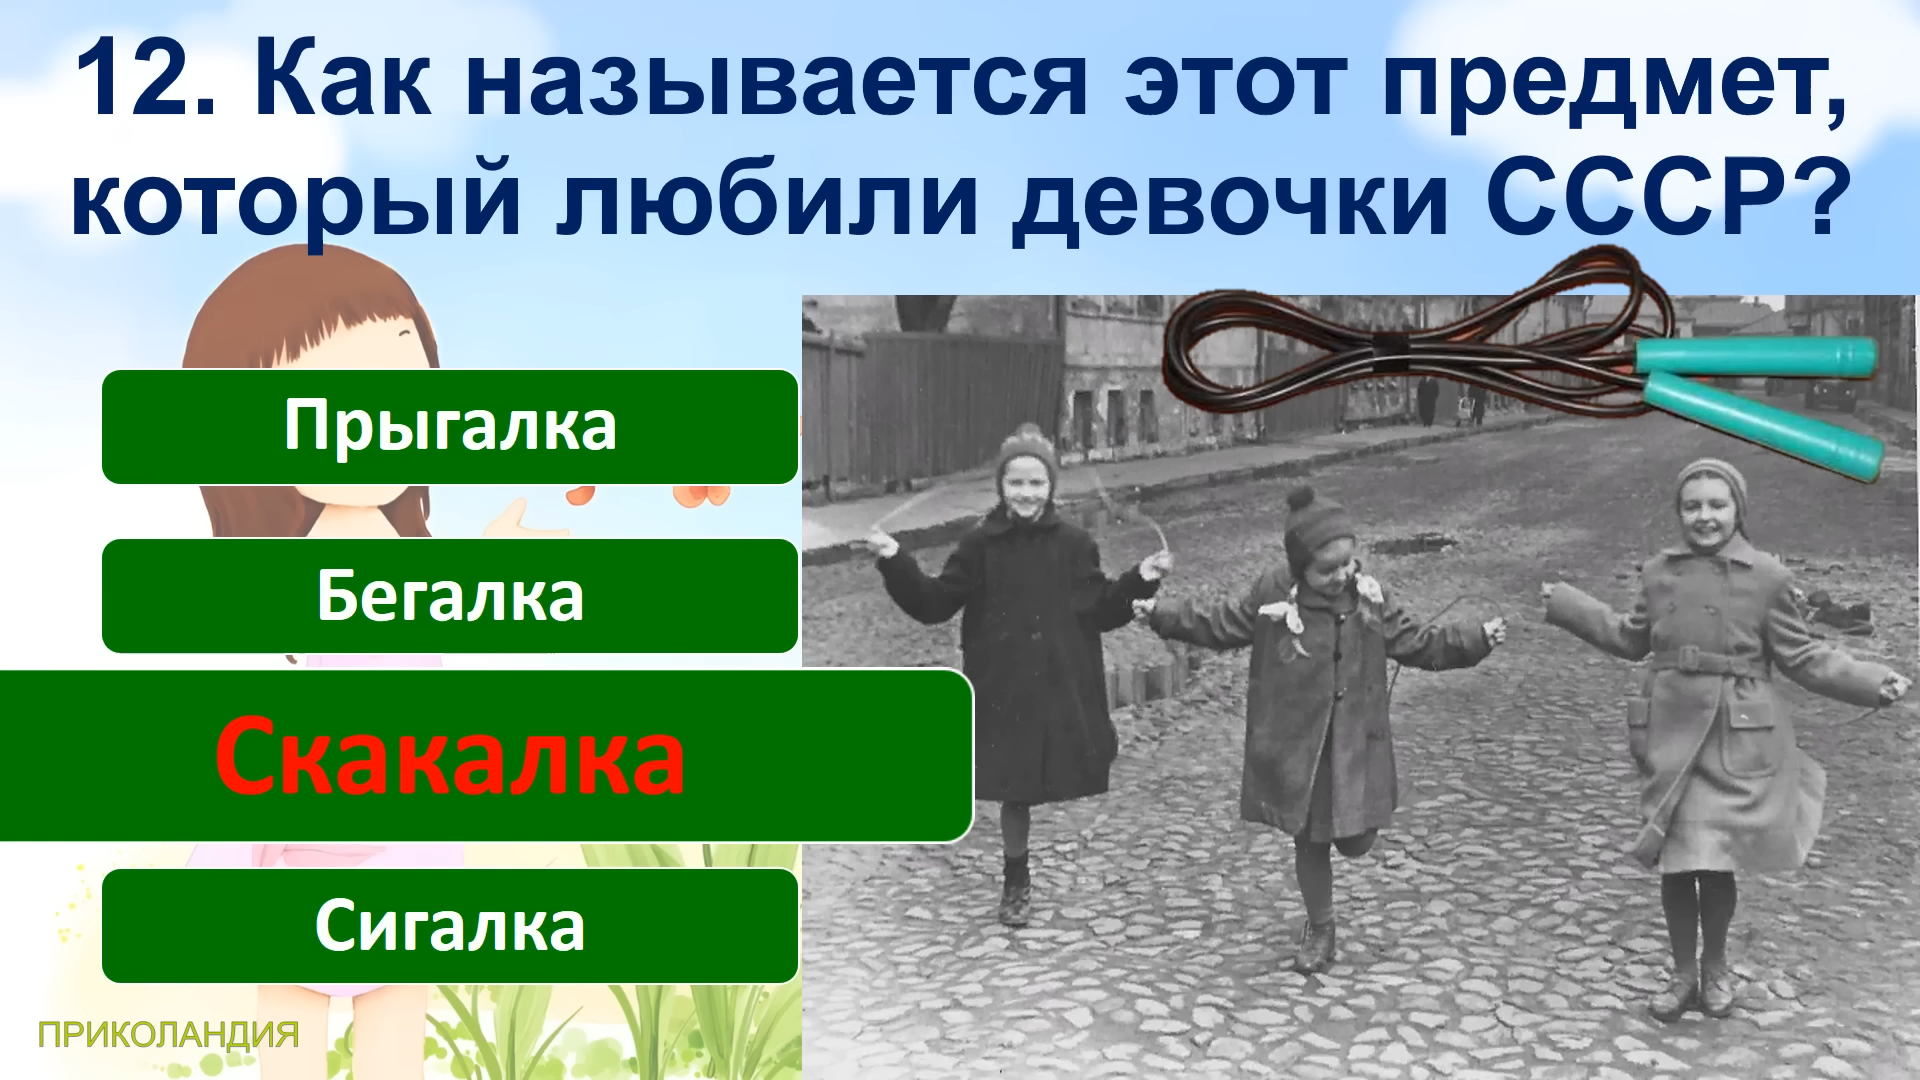 12. Как называется этот предмет,
который любили девочки СССР?
Прыгалка
Бегалка
Скакалка
Сигалка
ПРИКОЛАНДИЯ